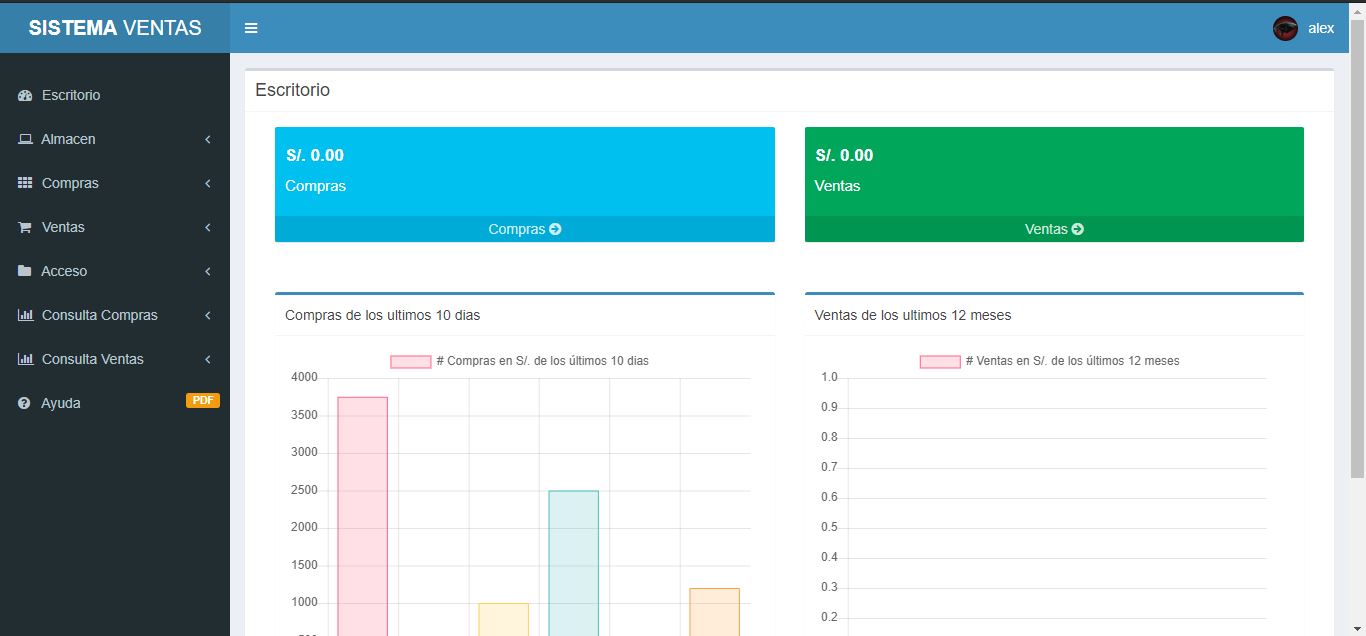 SISTEMA VENTAS
alex
Escritorio
Almacen
Compras
Ventas
Acceso
Consulta Compras
Consulta Ventas
Ayuda PDF
Escritorio
S/. 0.00
Compras
Compras
S/. 0.00
Ventas
Ventas
Compras de los ultimos 10 dias
# Compras en S/. de los últimos 10 dias
4000
3500
3000
2500
2000
1500
1000
Ventas de los ultimos 12 meses
# Ventas en S/. de los últimos 12 meses
1.0
0.9
0.8
0.7
0.6
0.5
0.4
0.3
0.2